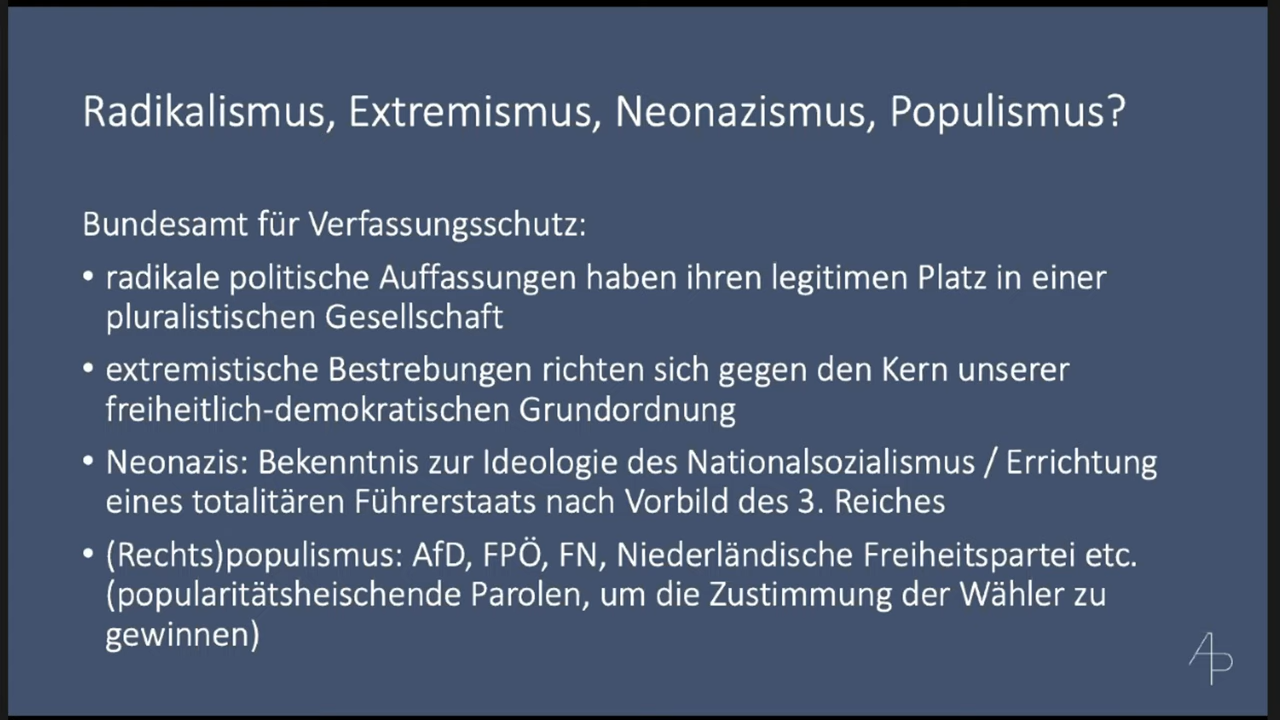 Radikalismus, Extremismus, Neonazismus, Populismus?
Bundesamt für Verfassungsschutz:
• radikale politische Auffassungen haben ihren legitimen Platz in einer
pluralistischen Gesellschaft
• extremistische Bestrebungen richten sich gegen den Kern unserer
freiheitlich-demokratischen Grundordnung
• Neonazis: Bekenntnis zur Ideologie des Nationalsozialismus / Errichtung
eines totalitären Führerstaats nach Vorbild des 3. Reiches
• (Rechts)populismus: AfD, FPÖ, FN, Niederländische Freiheitspartei etc.
(popularitätsheischende Parolen, um die Zustimmung der Wähler zu
gewinnen)
AP